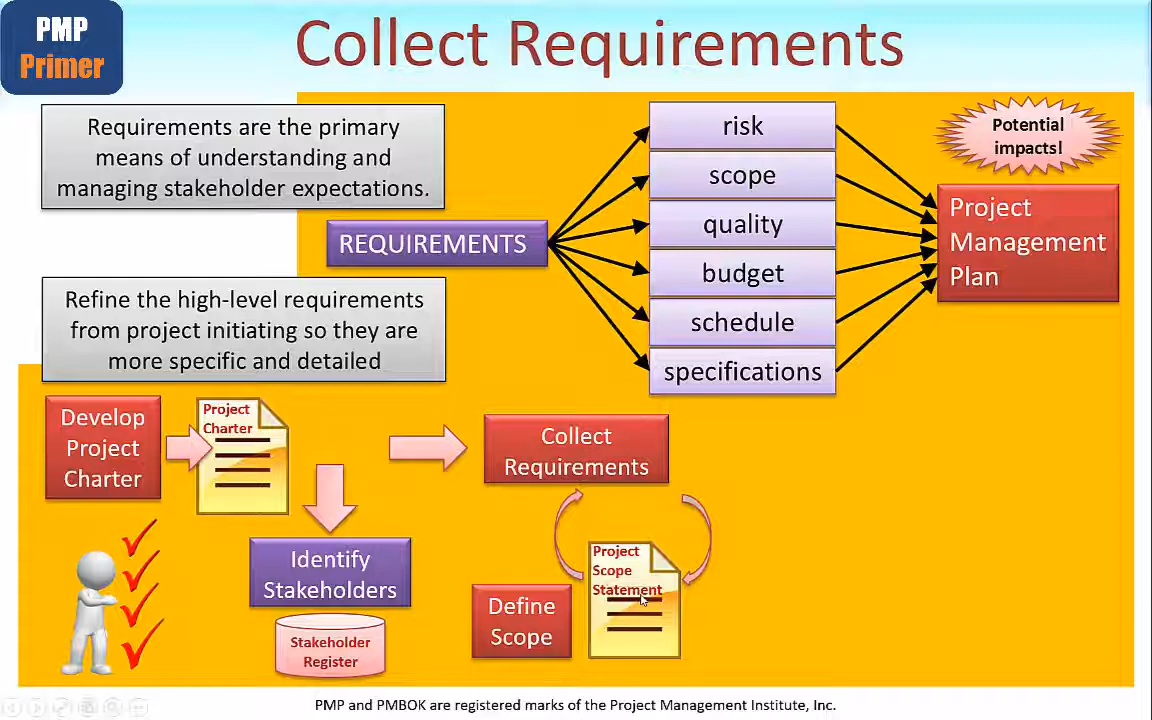 PMP
Primer
Collect Requirements
Requirements are the primary
means of understanding and
managing stakeholder expectations.
REQUIREMENTS
risk
scope
quality
budget
schedule
specifications
Potential
impacts!
Project
Management
Plan
Refine the high-level requirements
from project initiating so they are
more specific and detailed
Develop
Project
Charter
Project
Charter
Collect
Requirements
Identify
Stakeholders
Stakeholder
Register
Define
Scope
Project
Scope
Statement
PMP and PMBOK are registered marks of the Project Management Institute, Inc.